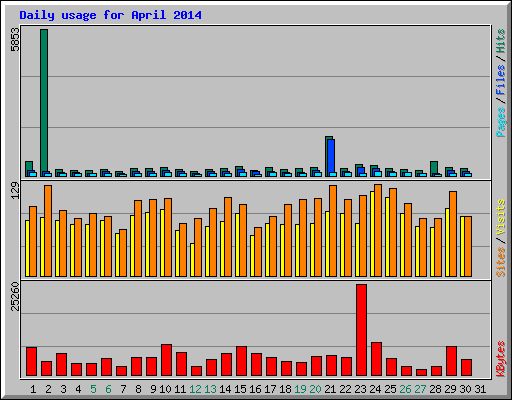 Daily usage for April 2014
5853
Pages / Files / Hits
129
Sites / Visits
25260
KBytes
1 2 3 4 5 6 7 8 9 10 11 12 13 14 15 16 17 18 19 20 21 22 23 24 25 26 27 28 29 30 31